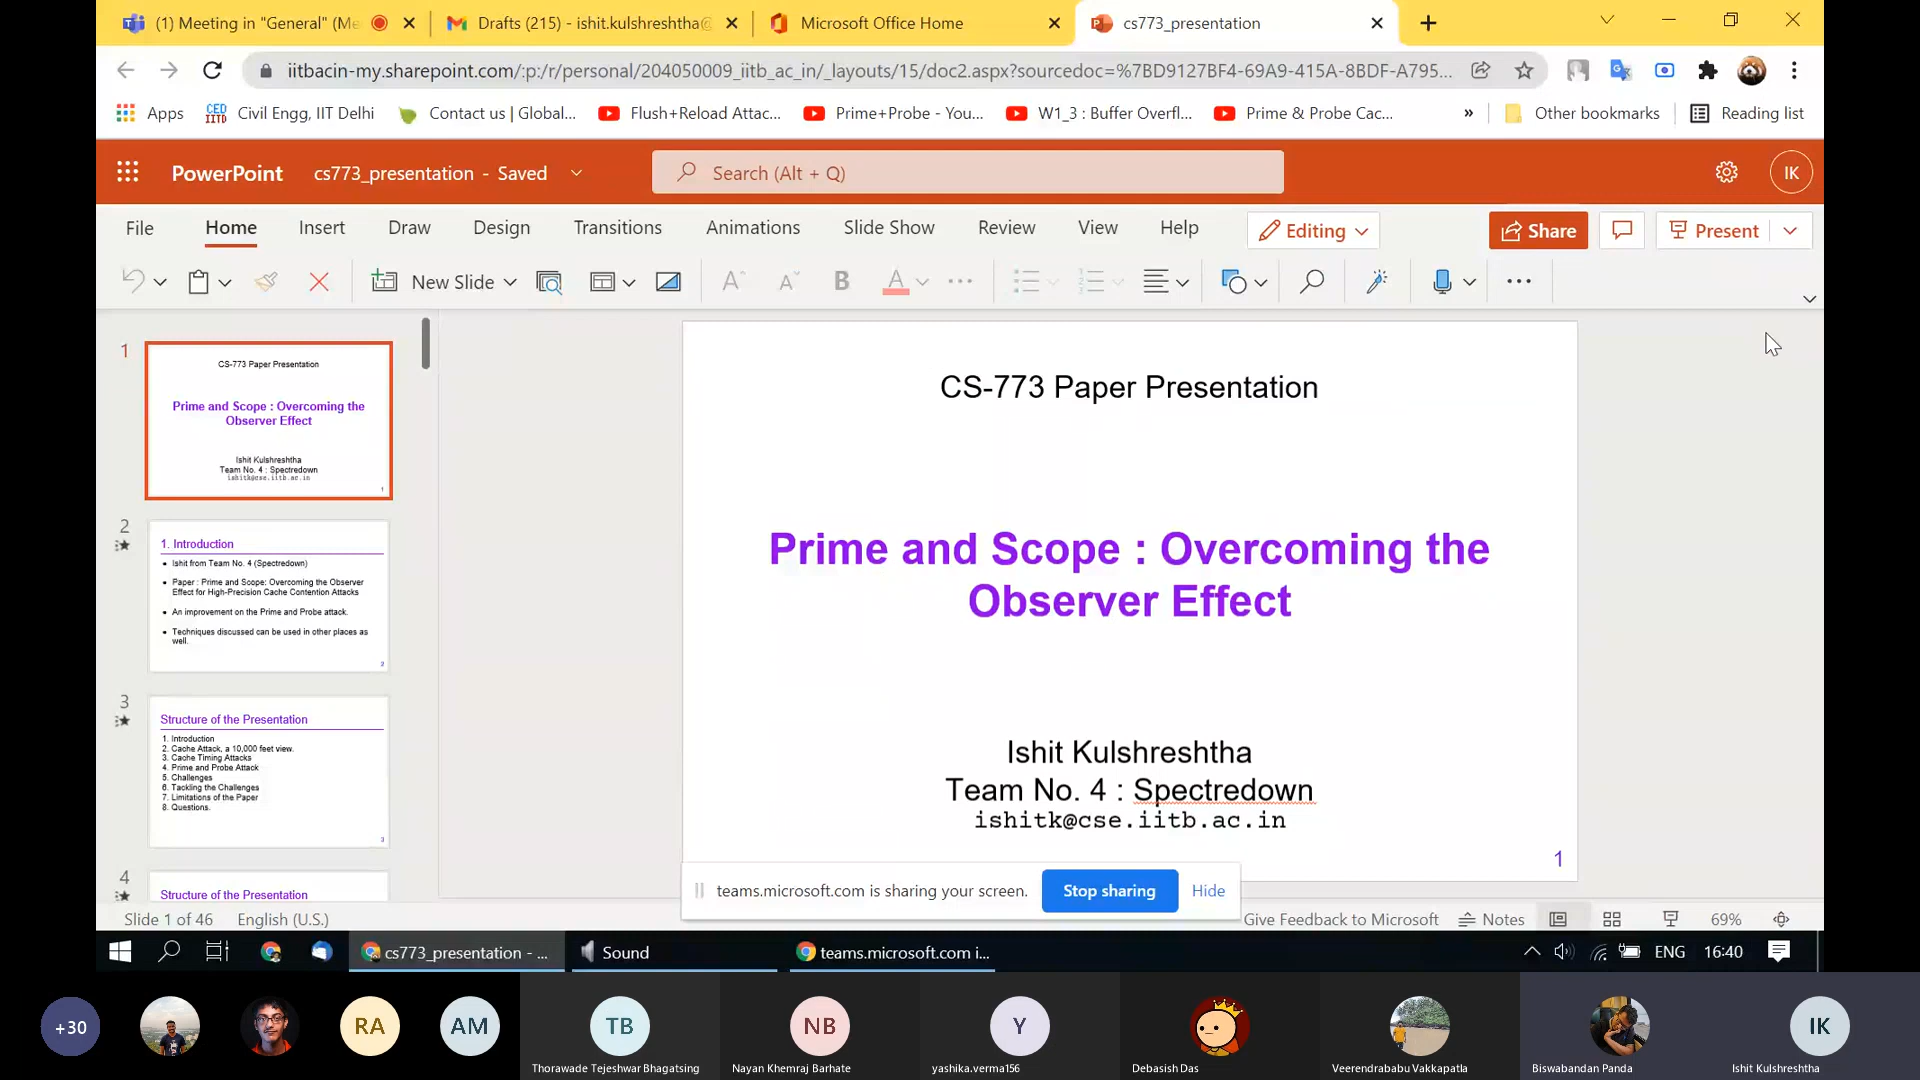 (1) Meeting in "General" (Me
Drafts (215) - ishit.kulshreshtha@
Microsoft Office Home
cs773_presentation
iitbacin-my.sharepoint.com/:p:/r/personal/204050009_iitb_ac_in/_layouts/15/doc2.aspx?sourcedoc=%7BD9127BF4-69A9-415A-8BDF-A795...
Apps
CED IITD Civil Engg, IIT Delhi
Contact us | Global...
Flush+Reload Attac...
Prime+Probe - You...
W1_3 : Buffer Overfl...
Prime & Probe Cac...
»
Other bookmarks
Reading list
PowerPoint
cs773_presentation - Saved
Search (Alt + Q)
IK
File
Home
Insert
Draw
Design
Transitions
Animations
Slide Show
Review
View
Help
Editing
Share
Present
New Slide
1
CS-773 Paper Presentation
Prime and Scope : Overcoming the
Observer Effect
Ishit Kulshreshtha
Team No. 4 : Spectredown
ishitk@cse.iitb.ac.in
1
2
1. Introduction
• Ishit from Team No. 4 (Spectredown)
• Paper : Prime and Scope: Overcoming the Observer
Effect for High-Precision Cache Contention Attacks
• An improvement on the Prime and Probe attack.
• Techniques discussed can be used in other places as
well.
2
3
Structure of the Presentation
1. Introduction
2. Cache Attack, a 10,000 feet view.
3. Cache Timing Attacks
4. Prime and Probe Attack
5. Challenges
6. Tackling the Challenges
7. Limitations of the Paper
8. Questions.
3
4
Structure of the Presentation
CS-773 Paper Presentation
Prime and Scope : Overcoming the
Observer Effect
Ishit Kulshreshtha
Team No. 4 : Spectredown
ishitk@cse.iitb.ac.in
1
teams.microsoft.com is sharing your screen.
Stop sharing
Hide
Slide 1 of 46
English (U.S.)
Give Feedback to Microsoft
Notes
69%
cs773_presentation - ...
Sound
teams.microsoft.com i...
ENG
16:40
+30
RA
AM
TB
NB
Y
IK
Thorawade Tejeshwar Bhagatsing
Nayan Khemraj Barhate
yashika.verma156
Debasish Das
Veerendrababu Vakkapatla
Biswabandan Panda
Ishit Kulshreshtha